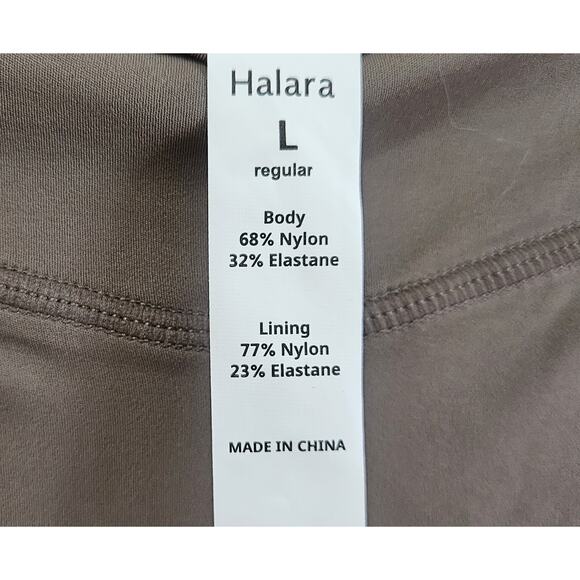 Halara
L
regular
Body
68% Nylon
32% Elastane
Lining
77% Nylon
23% Elastane
MADE IN CHINA